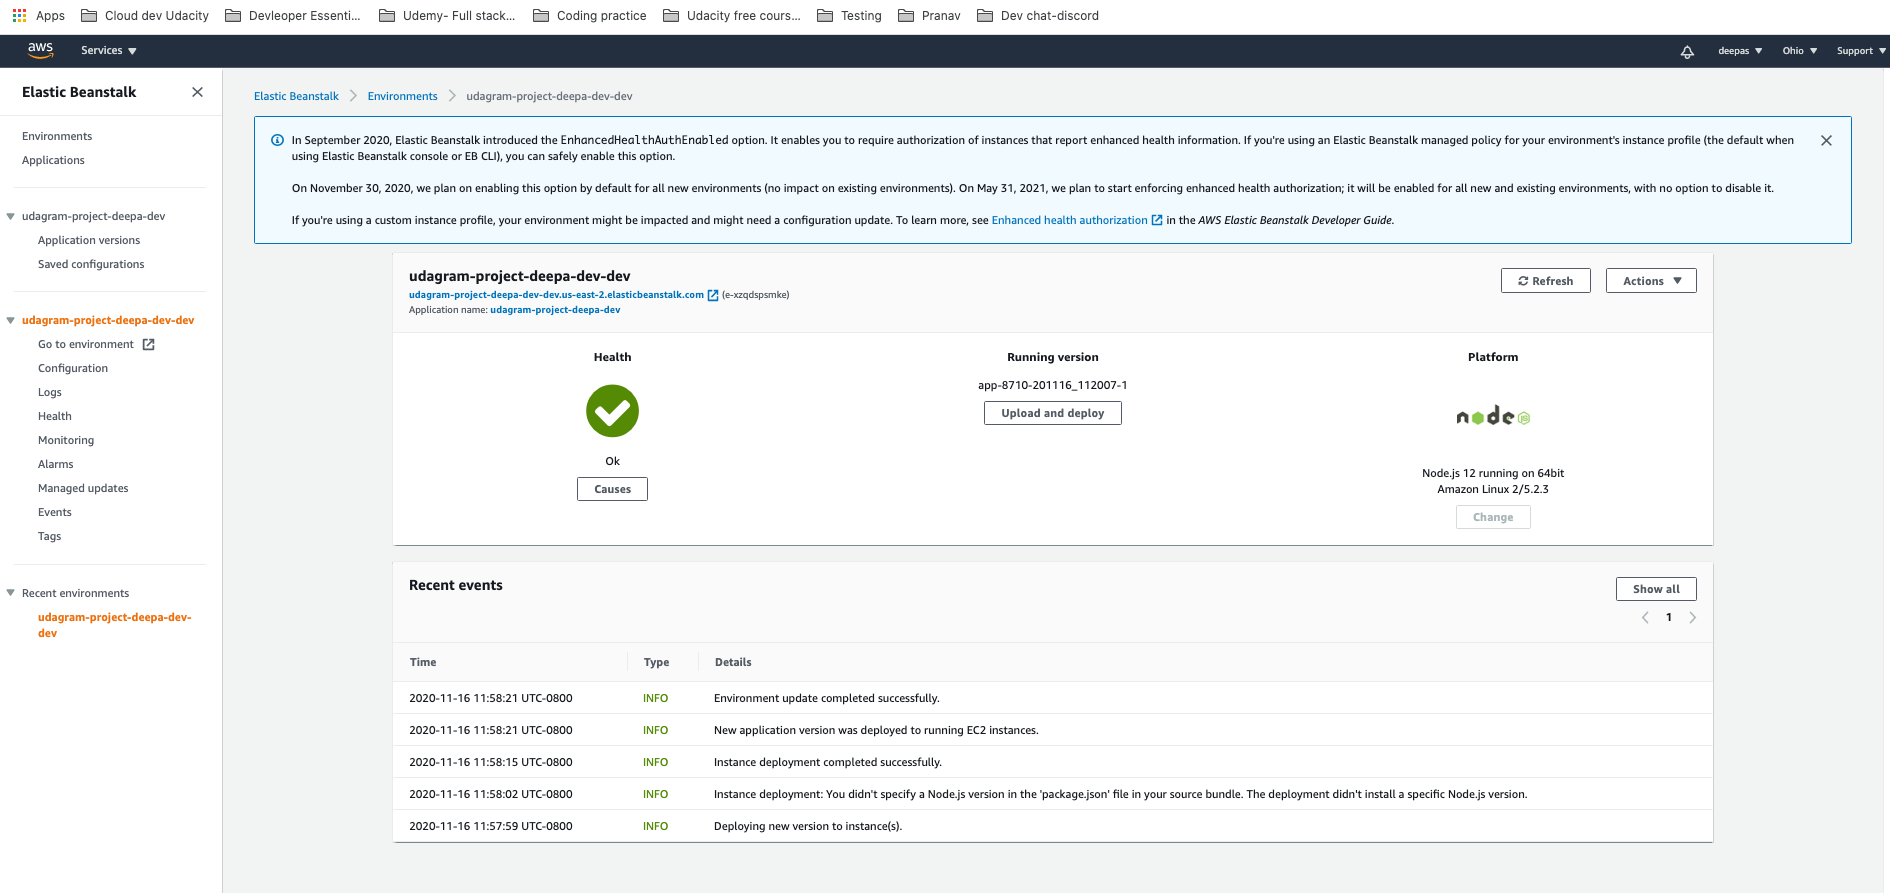 Apps Cloud dev Udacity Devleoper Essenti... Udemy- Full stack... Coding practice Udacity free cours... Testing Pranav Dev chat-discord
aws Services deepas Ohio Support
Elastic Beanstalk
Environments
Applications
udagram-project-deepa-dev
Application versions
Saved configurations
udagram-project-deepa-dev-dev
Go to environment
Configuration
Logs
Health
Monitoring
Alarms
Managed updates
Events
Tags
Recent environments
udagram-project-deepa-dev-
dev
Elastic Beanstalk Environments udagram-project-deepa-dev-dev
In September 2020, Elastic Beanstalk introduced the EnhancedHealthAuthEnabled option. It enables you to require authorization of instances that report enhanced health information. If you're using an Elastic Beanstalk managed policy for your environment's instance profile (the default when
using Elastic Beanstalk console or EB CLI), you can safely enable this option.
On November 30, 2020, we plan on enabling this option by default for all new environments (no impact on existing environments). On May 31, 2021, we plan to start enforcing enhanced health authorization; it will be enabled for all new and existing environments, with no option to disable it.
If you're using a custom instance profile, your environment might be impacted and might need a configuration update. To learn more, see Enhanced health authorization in the AWS Elastic Beanstalk Developer Guide.
udagram-project-deepa-dev-dev
udagram-project-deepa-dev-dev.us-east-2.elasticbeanstalk.com (e-xzqdspsmke)
Application name: udagram-project-deepa-dev
Refresh Actions
Health
Ok
Causes
Running version
app-8710-201116_112007-1
Upload and deploy
Platform
node JS
Node.js 12 running on 64bit
Amazon Linux 2/5.2.3
Change
Recent events
Show all
1
Time Type Details
2020-11-16 11:58:21 UTC-0800 INFO Environment update completed successfully.
2020-11-16 11:58:21 UTC-0800 INFO New application version was deployed to running EC2 instances.
2020-11-16 11:58:15 UTC-0800 INFO Instance deployment completed successfully.
2020-11-16 11:58:02 UTC-0800 INFO Instance deployment: You didn't specify a Node.js version in the 'package.json' file in your source bundle. The deployment didn't install a specific Node.js version.
2020-11-16 11:57:59 UTC-0800 INFO Deploying new version to instance(s).